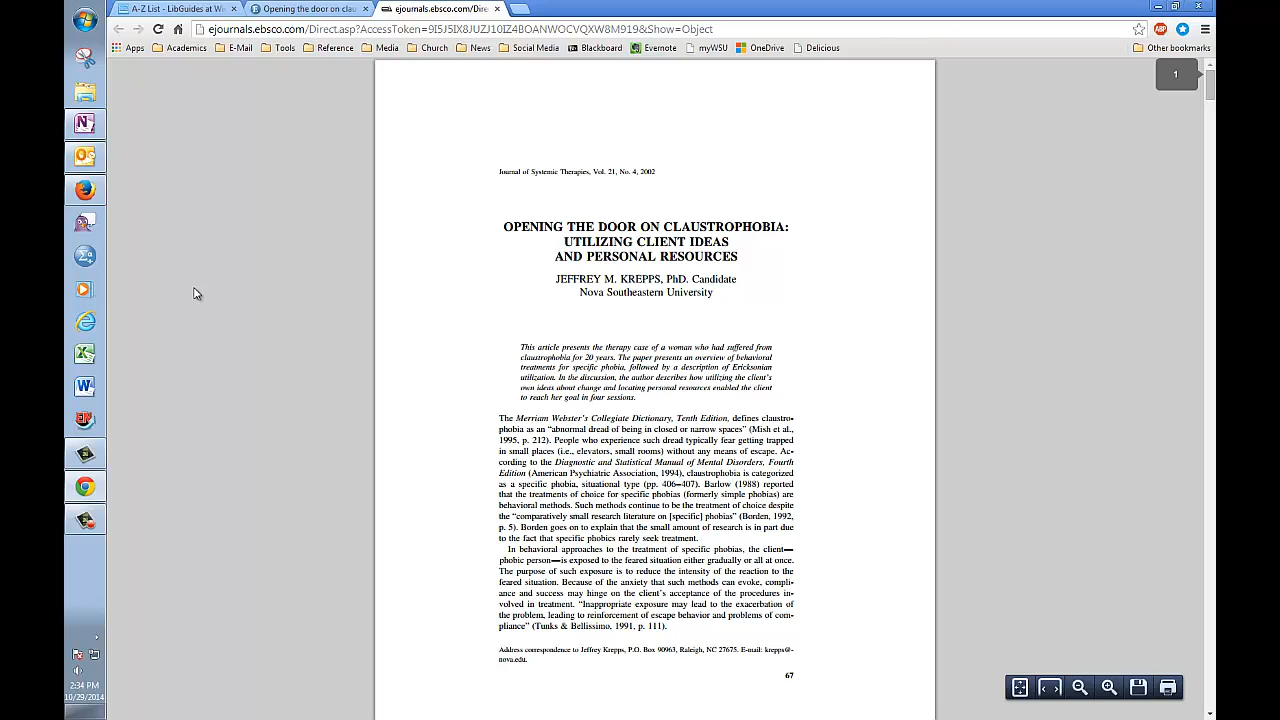 A-Z List - LibGuides at Wi
Opening the door on clau
ejournals.ebsco.com/Dire
ejournals.ebsco.com/Direct.asp?AccessToken=9I5J5IX8JUZJ10IZ4BOANWOCVQXW8M919&Show=Object
Apps Academics E-Mail Tools Reference Media Church News Social Media Blackboard Evernote myWSU OneDrive Delicious Other bookmarks
1
Journal of Systemic Therapies, Vol. 21, No. 4, 2002
OPENING THE DOOR ON CLAUSTROPHOBIA:
UTILIZING CLIENT IDEAS
AND PERSONAL RESOURCES
JEFFREY M. KREPPS, PhD. Candidate
Nova Southeastern University
This article presents the therapy case of a woman who had suffered from
claustrophobia for 20 years. The paper presents an overview of behavioral
treatments for specific phobia, followed by a description of Ericksonian
utilization. In the discussion, the author describes how utilizing the client's
own ideas about change and locating personal resources enabled the client
to reach her goal in four sessions.
The Merriam Webster's Collegiate Dictionary, Tenth Edition, defines claustro-
phobia as an “abnormal dread of being in closed or narrow spaces” (Mish et al.,
1995, p. 212). People who experience such dread typically fear getting trapped
in small places (i.e., elevators, small rooms) without any means of escape. Ac-
cording to the Diagnostic and Statistical Manual of Mental Disorders, Fourth
Edition (American Psychiatric Association, 1994), claustrophobia is categorized
as a specific phobia, situational type (pp. 406–407). Barlow (1988) reported
that the treatments of choice for specific phobias (formerly simple phobias) are
behavioral methods. Such methods continue to be the treatment of choice despite
the “comparatively small research literature on [specific] phobias” (Borden, 1992,
p. 5). Borden goes on to explain that the small amount of research is in part due
to the fact that specific phobics rarely seek treatment.
In behavioral approaches to the treatment of specific phobias, the client—
phobic person—is exposed to the feared situation either gradually or all at once.
The purpose of such exposure is to reduce the intensity of the reaction to the
feared situation. Because of the anxiety that such methods can evoke, compli-
ance and success may hinge on the client's acceptance of the procedures in-
volved in treatment. “Inappropriate exposure may lead to the exacerbation of
the problem, leading to reinforcement of escape behavior and problems of com-
pliance” (Tunks & Bellissimo, 1991, p. 111).
Address correspondence to Jeffrey Krepps, P.O. Box 90963, Raleigh, NC 27675. E-mail: krepps@-
nova.edu.
67
2:34 PM
10/29/2014